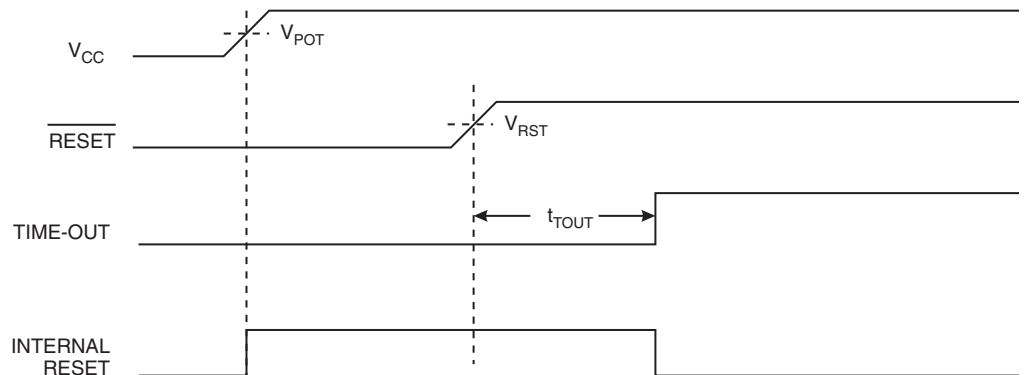 V_CC
V_POT
RESET
V_RST
TIME-OUT
t_TOUT
INTERNAL
RESET